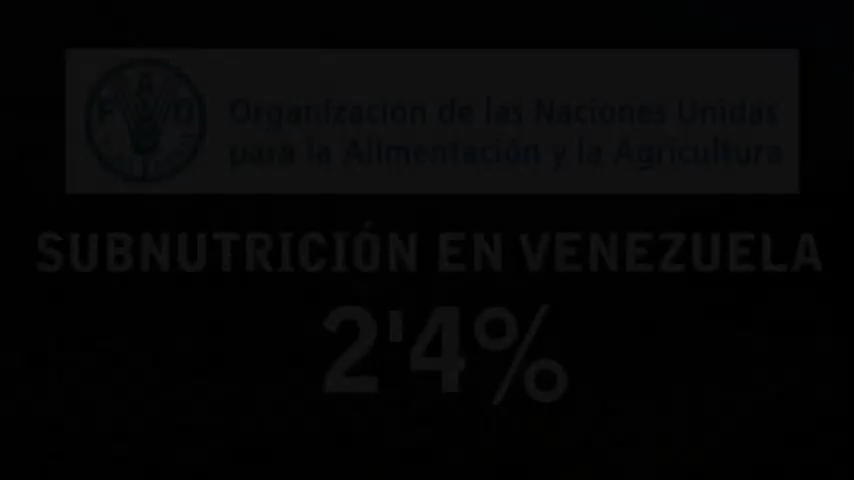 F A O
Organización de las Naciones Unidas
para la Alimentación y la Agricultura
SUBNUTRICIÓN EN VENEZUELA
2'4%